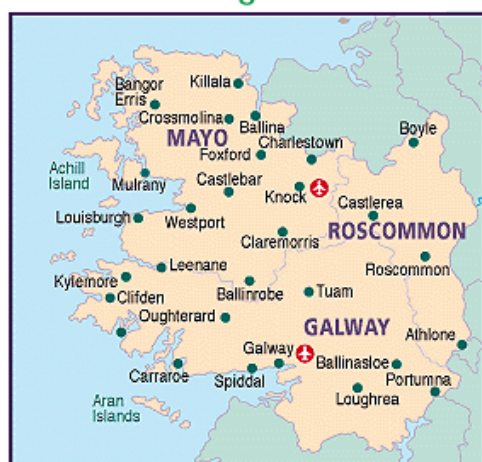 Bangor
Erris
Killala
Crossmolina
MAYO
Ballina
Charlestown
Boyle
Foxford
Achill
Island
Mulrany
Castlebar
Knock
Castlerea
Louisburgh
Westport
ROSCOMMON
Claremorris
Leenane
Roscommon
Kylemore
Clifden
Ballinrobe
Tuam
Oughterard
GALWAY
Athlone
Galway
Ballinasloe
Carraroe
Spiddal
Portumna
Loughrea
Aran
Islands